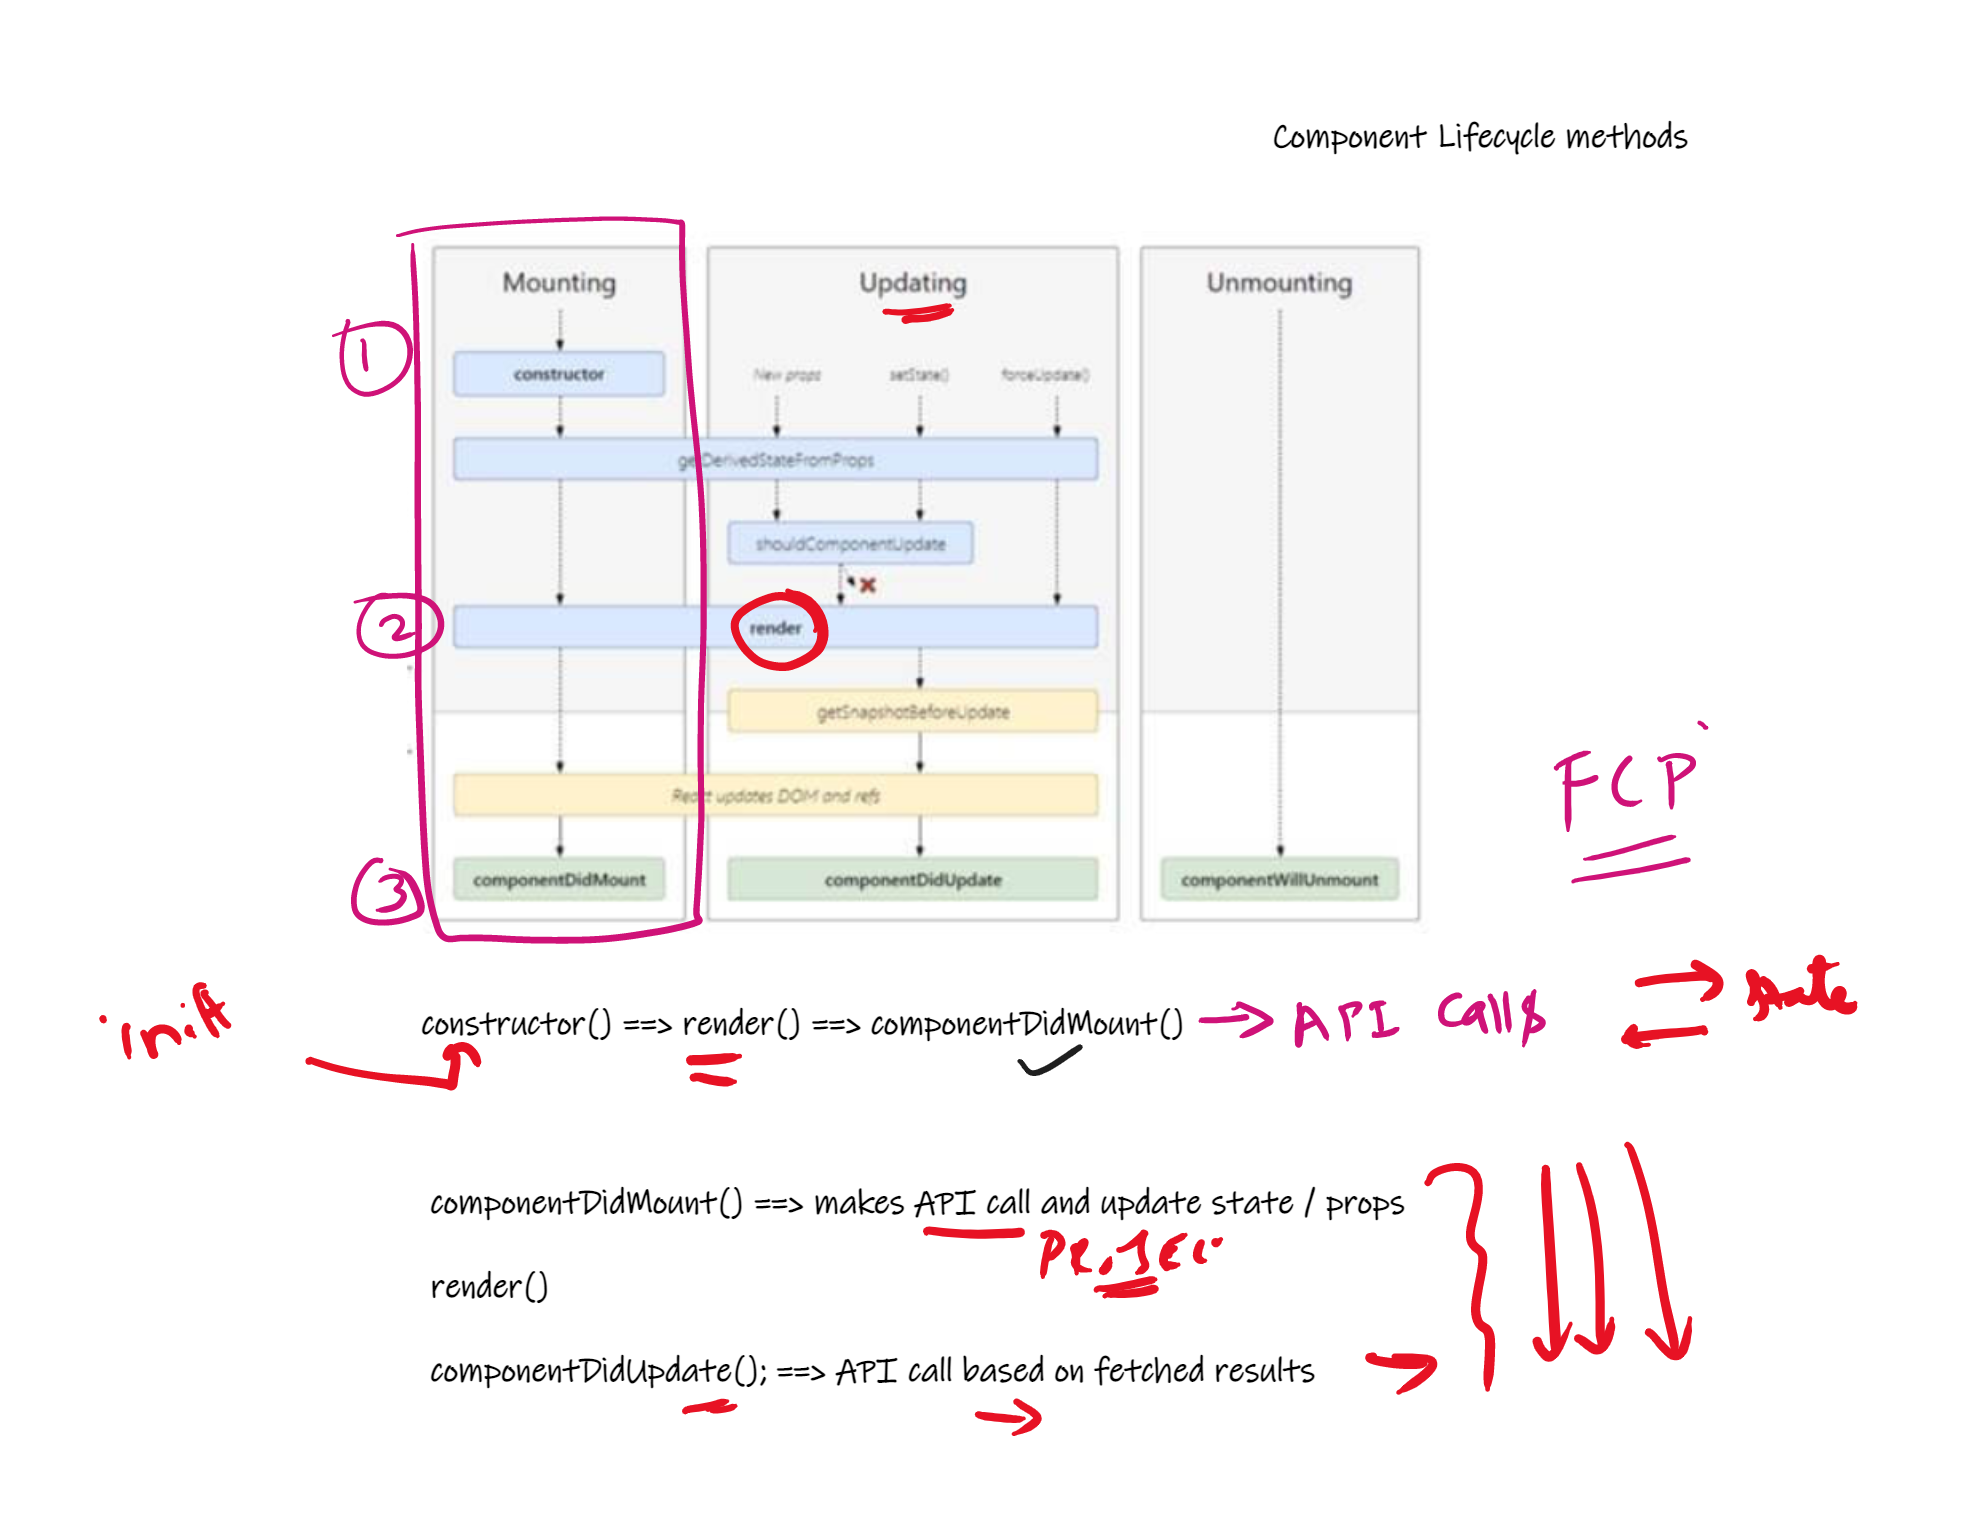 Component Lifecycle methods
Mounting
Updating
Unmounting
1
constructor
New props
setState()
forceUpdate()
getDerivedStateFromProps
shouldComponentUpdate
2
render
getSnapshotBeforeUpdate
FCP
React updates DOM and refs
3
componentDidMount
componentDidUpdate
componentWillUnmount
constructor() ==> render() ==> componentDidMount() → API calls
state
componentDidMount() ==> makes API call and update state / props
render()
componentDidUpdate(); ==> API call based on fetched results